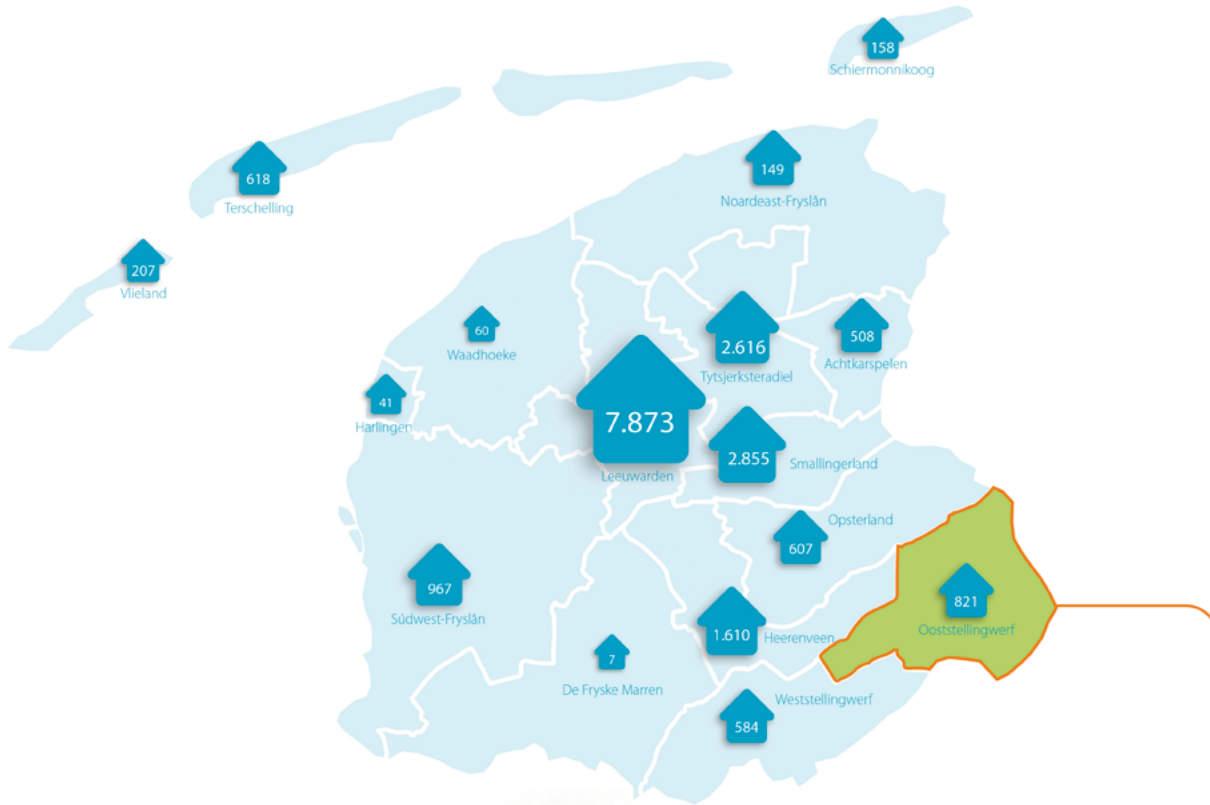 158
Schiermonnikoog
149
Noardeast-Fryslân
618
Terschelling
207
Vlieland
60
Waadhoeke
2.616
Tytsjerksteradiel
508
Achtkarspelen
41
Harlingen
7.873
Leeuwarden
2.855
Smallingerland
Opsterland
607
967
Súdwest-Fryslân
1.610
Heerenveen
821
Ooststellingwerf
7
De Fryske Marren
Weststellingwerf
584